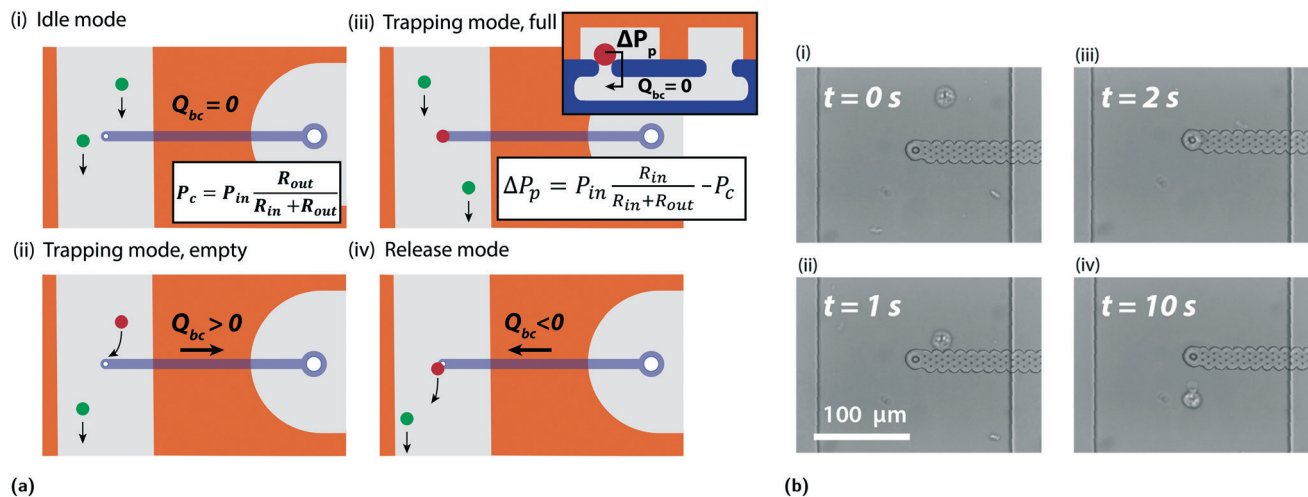 (i) Idle mode
Q_bc = 0
P_c = P_in R_out / (R_in + R_out)
(ii) Trapping mode, empty
Q_bc > 0
(iii) Trapping mode, full
ΔP_p
Q_bc = 0
ΔP_p = P_in R_in / (R_in + R_out) - P_c
(iv) Release mode
Q_bc < 0
(a)
(i)
t = 0 s
(ii)
t = 1 s
100 µm
(iii)
t = 2 s
(iv)
t = 10 s
(b)